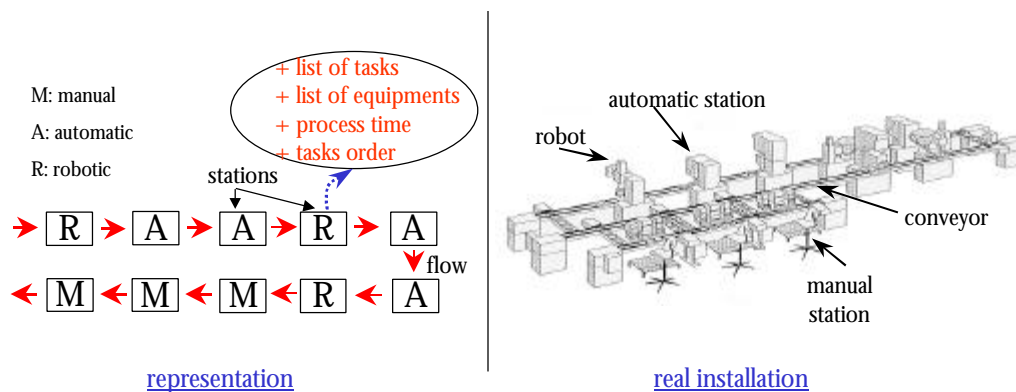 + list of tasks
+ list of equipments
+ process time
+ tasks order
M: manual
A: automatic
R: robotic
stations
R A A R A
flow
M M M R A
representation
automatic station
robot
conveyor
manual
station
real installation